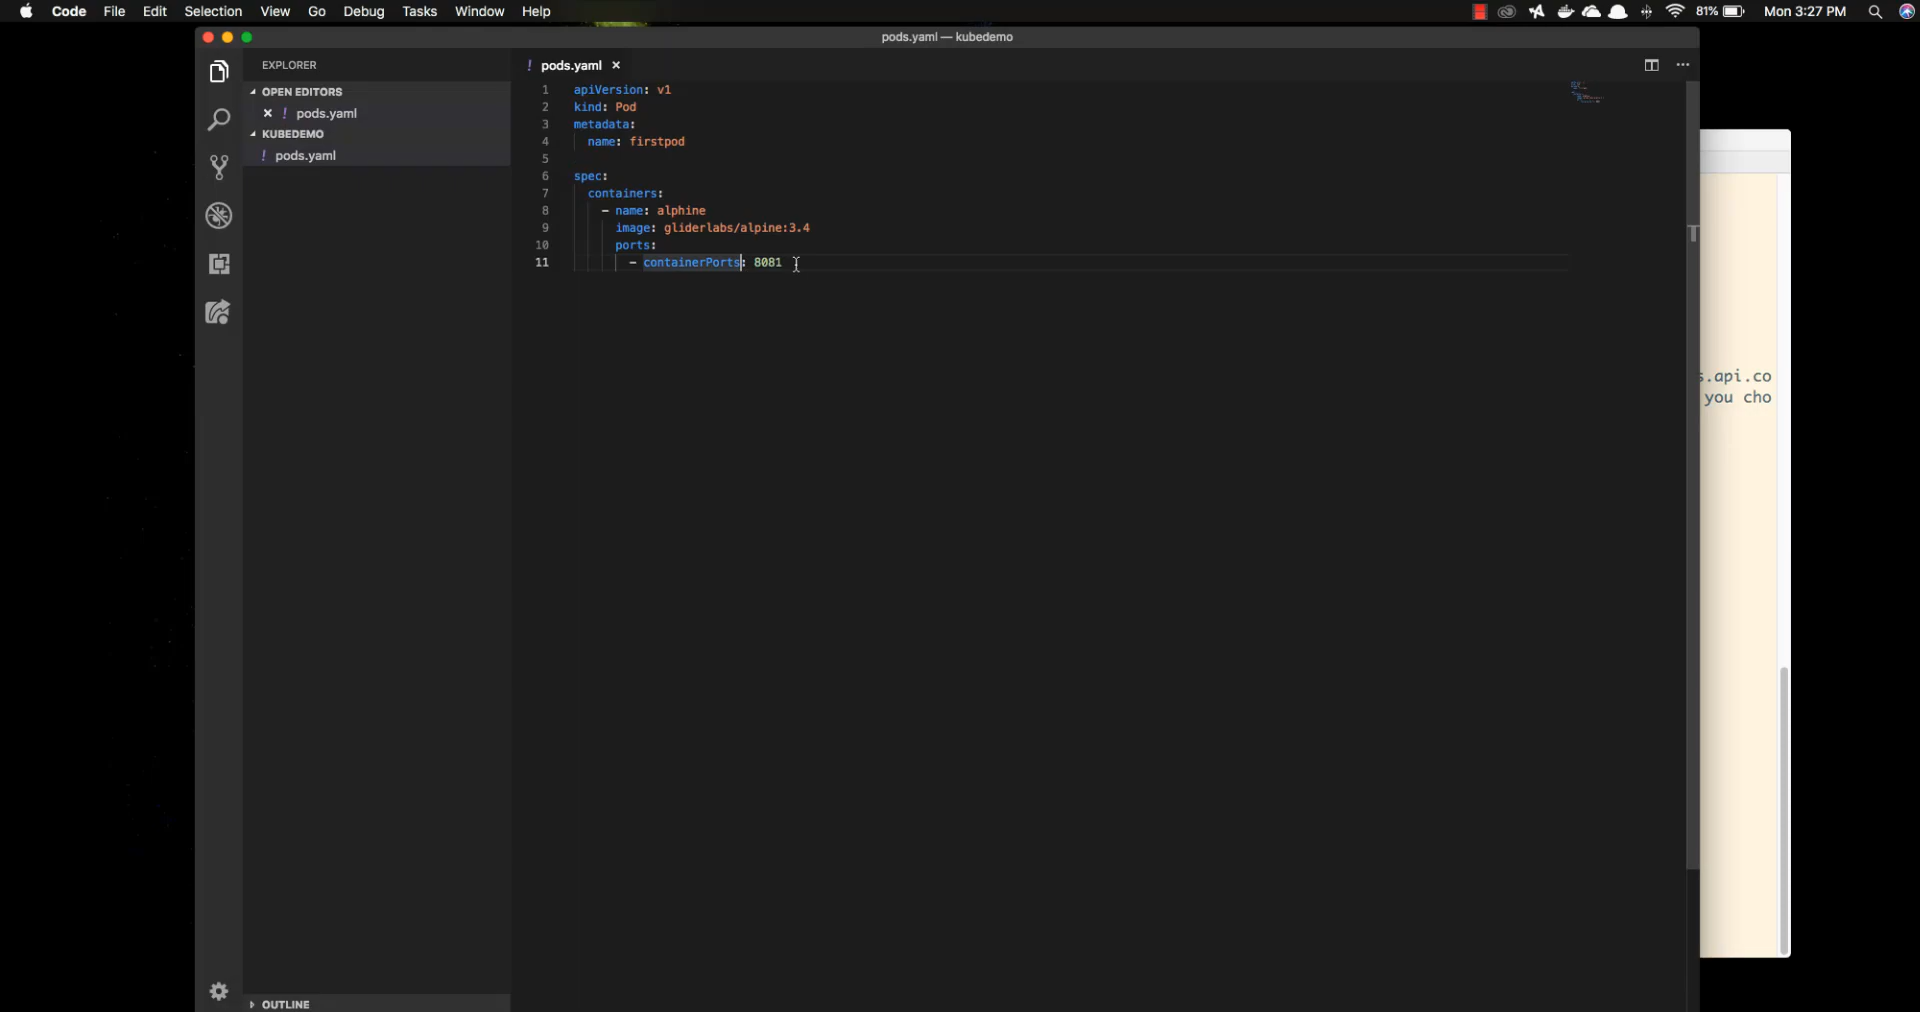 Code File Edit Selection View Go Debug Tasks Window Help 81% Mon 3:27 PM
pods.yaml — kubedemo
EXPLORER
OPEN EDITORS
× ! pods.yaml
KUBEDEMO
! pods.yaml
OUTLINE
! pods.yaml ×
1 apiVersion: v1
2 kind: Pod
3 metadata:
4 name: firstpod
5
6 spec:
7 containers:
8 - name: alphine
9 image: gliderlabs/alpine:3.4
10 ports:
11 - containerPorts: 8081
s.api.co
you cho